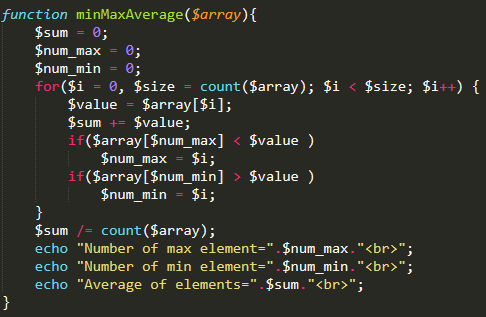 function minMaxAverage($array){
    $sum = 0;
    $num_max = 0;
    $num_min = 0;
    for($i = 0, $size = count($array); $i < $size; $i++) {
        $value = $array[$i];
        $sum += $value;
        if($array[$num_max] < $value )
            $num_max = $i;
        if($array[$num_min] > $value )
            $num_min = $i;
    }
    $sum /= count($array);
    echo "Number of max element=".$num_max."<br>";
    echo "Number of min element=".$num_min."<br>";
    echo "Average of elements=".$sum."<br>";
}